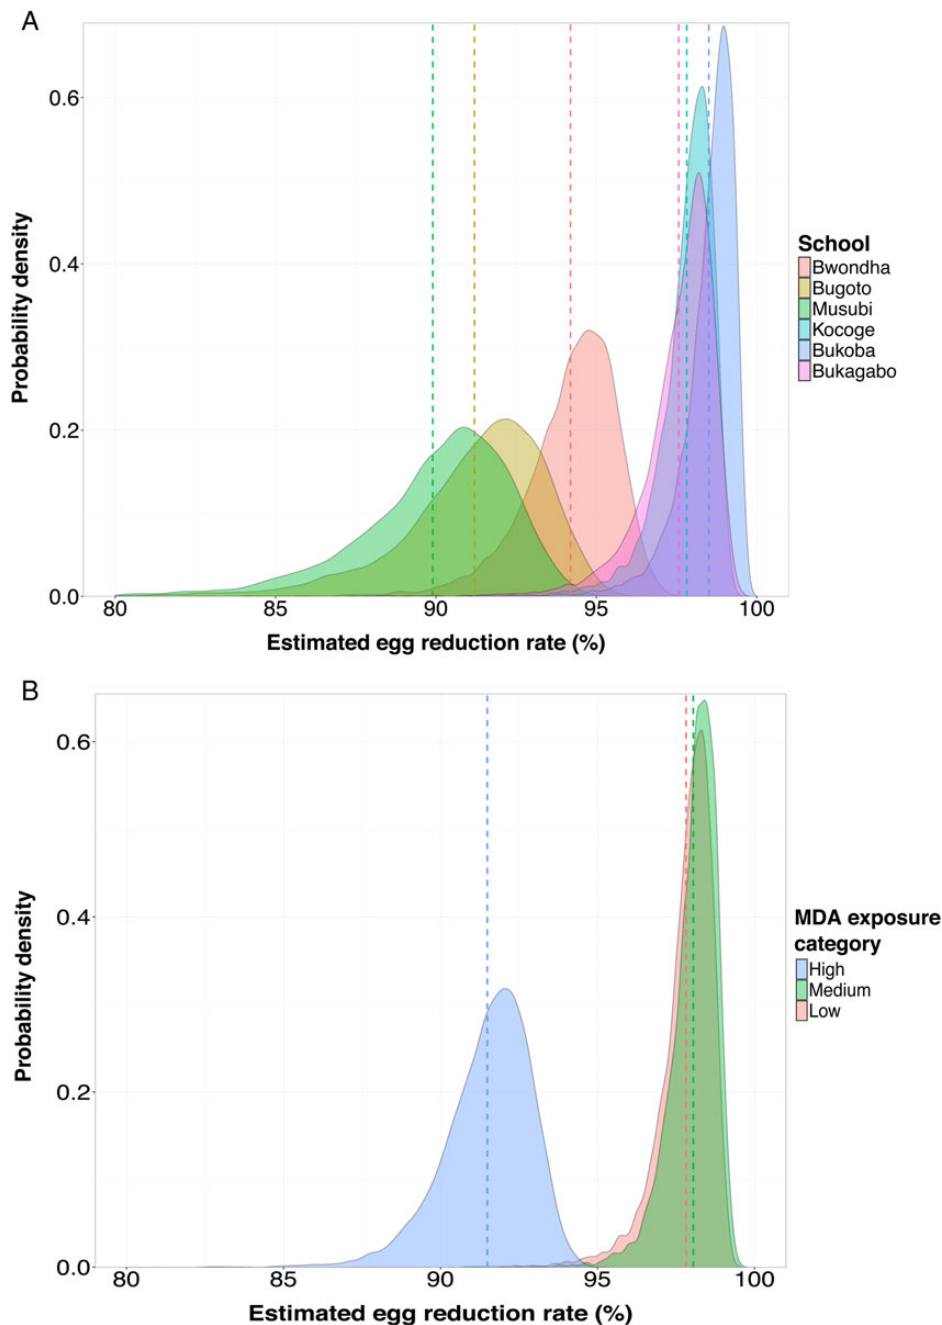 A
0.6
0.4
0.2
0.0
Probability density
80 85 90 95 100
Estimated egg reduction rate (%)
School
Bwondha
Bugoto
Musubi
Kocoge
Bukoba
Bukagabo
B
0.6
0.4
0.2
0.0
Probability density
80 85 90 95 100
Estimated egg reduction rate (%)
MDA exposure
category
High
Medium
Low